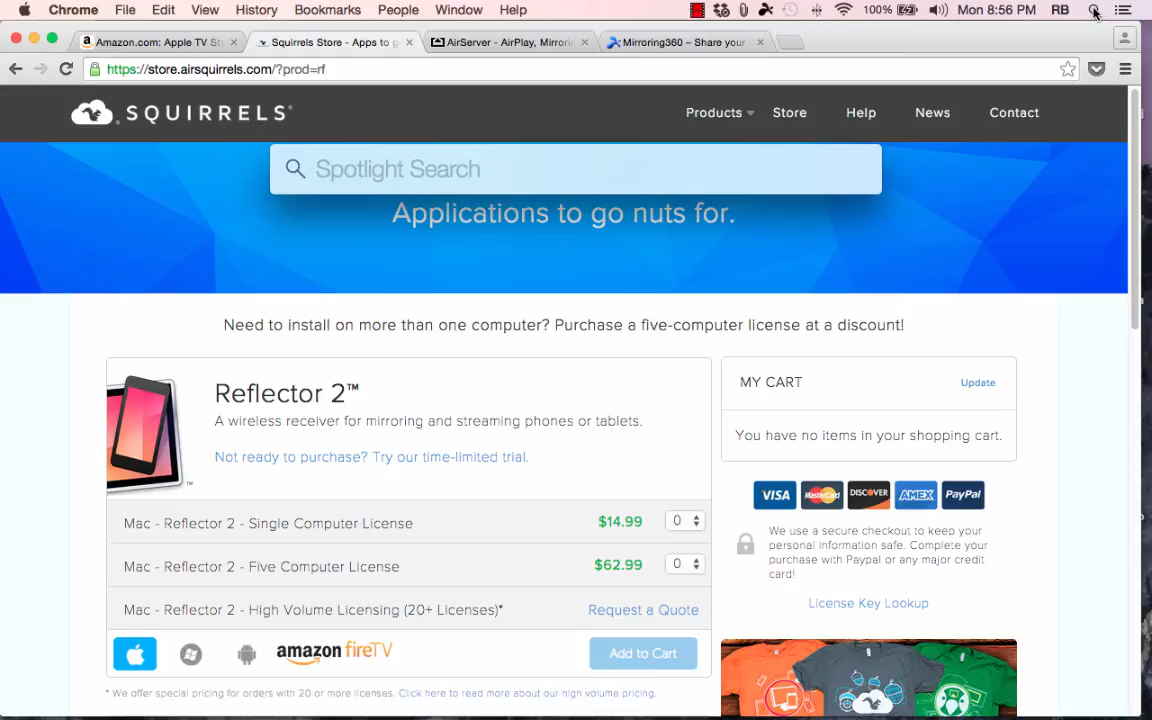 Chrome File Edit View History Bookmarks People Window Help 100% Mon 8:56 PM RB
Amazon.com: Apple TV St Squirrels Store - Apps to g AirServer - AirPlay, Mirrorin Mirroring360 – Share your
https://store.airsquirrels.com/?prod=rf
SQUIRRELS Products Store Help News Contact
Spotlight Search
Applications to go nuts for.
Need to install on more than one computer? Purchase a five-computer license at a discount!
Reflector 2™
A wireless receiver for mirroring and streaming phones or tablets.
Not ready to purchase? Try our time-limited trial.
Mac - Reflector 2 - Single Computer License $14.99 0
Mac - Reflector 2 - Five Computer License $62.99 0
Mac - Reflector 2 - High Volume Licensing (20+ Licenses)* Request a Quote
amazon fireTV Add to Cart
* We offer special pricing for orders with 20 or more licenses. Click here to read more about our high volume pricing.
MY CART Update
You have no items in your shopping cart.
VISA MasterCard DISCOVER AMEX PayPal
We use a secure checkout to keep your
personal information safe. Complete your
purchase with Paypal or any major credit
card!
License Key Lookup